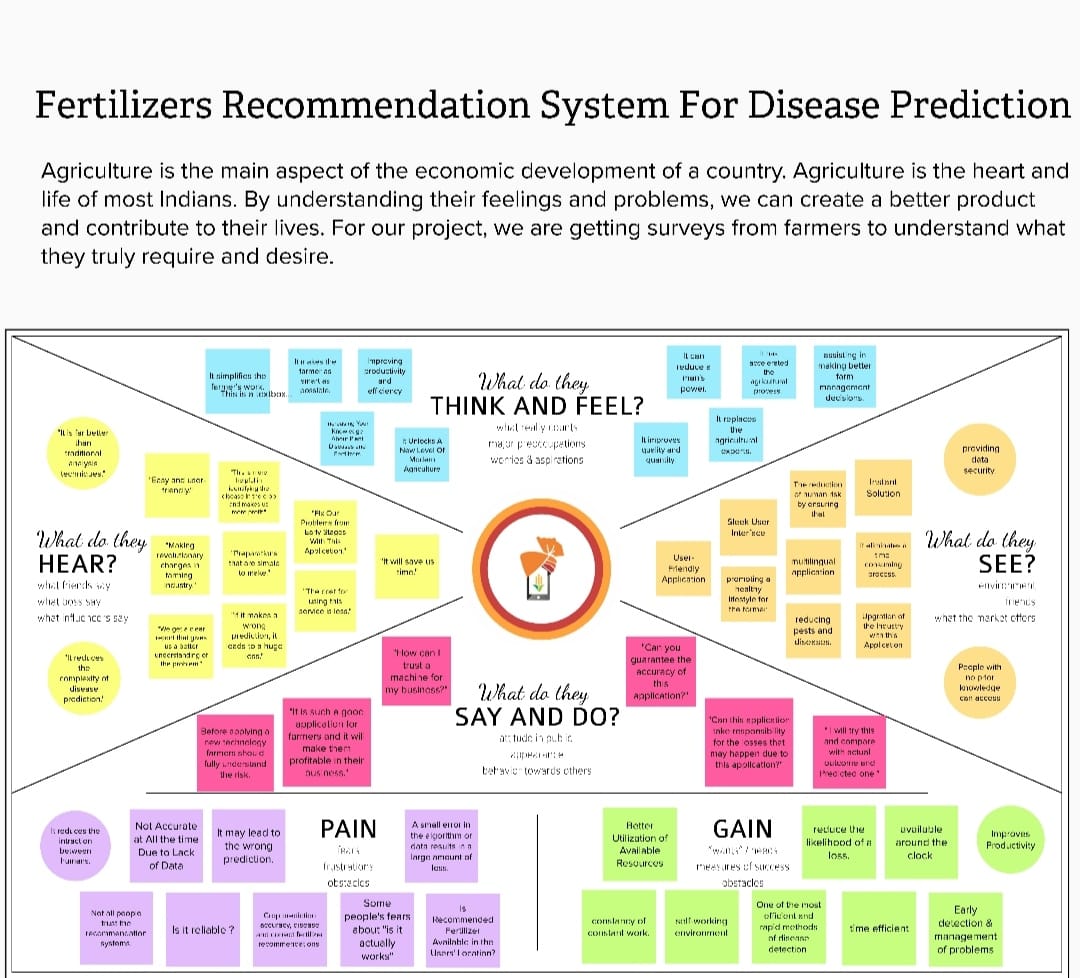 Fertilizers Recommendation System For Disease Prediction
Agriculture is the main aspect of the economic development of a country. Agriculture is the heart and
life of most Indians. By understanding their feelings and problems, we can create a better product
and contribute to their lives. For our project, we are getting surveys from farmers to understand what
they truly require and desire.
It simplifies the
farmer's work.
This is a textbox...
It makes the
farmer as
smart as
possible.
Improving
productivity
and
efficiency
Increasing Your
Knowledge
About Plant
Diseases and
It Unlocks A
New Level Of
Modern
Agriculture
What do they
THINK AND FEEL?
what really counts
major preoccupations
worries & aspirations
It can
reduce a
man's
power.
accelerated
the
agricultural
process.
assisting in
making better
farm
management
decisions.
It improves
quality and
quantity.
It replaces
the
agricultural
experts.
"It is far better
than
traditional
analysis
techniques."
"Easy and user
friendly."
identifying the
disease in the crop
and makes us
more profit"
"Fix Our
Problems from
Early Stages
With This
Application."
What do they
HEAR?
what friends say
what boss say
what influencers say
"Making
revolutionary
changes in
farming
industry."
"Preparations
that are simple
to make."
"It will save us
time."
"The cost for
using this
service is less."
"We get a clear
report that gives
us a better
understanding of
the problem"
"If it makes a
wrong
prediction, it
ends to a huge
loss."
"It reduces
the
complexity of
disease
prediction."
providing
data
security
The reduction
of human risk
by ensuring
that
Instant
Solution
Sleek User
Interface
User-
Friendly
Application
promoting a
healthy
lifestyle for
the farmer
multilingual
application
It eliminates a
time
consuming
process.
reducing
pests and
diseases.
Upgration of
the Industry
with this
Application
What do they
SEE?
environment
friends
what the market offers
People with
no prior
knowledge
can access
"How can I
trust a
machine for
my business?"
"Can you
guarantee the
accuracy of
this
application?"
What do they
SAY AND DO?
attitude in public
appearance
behavior towards others
Before applying a
new technology
farmers should
fully understand
the risk.
"It is such a good
application for
farmers and it will
make them
profitable in their
business."
"Can this application
take responsibility
for the losses that
may happen due to
this application?"
"I will try this
and compare
with actual
outcome and
Predicted one"
It reduces the
between
humans.
Not Accurate
at All the time
Due to Lack
of Data
It may lead to
the wrong
prediction.
PAIN
fears
frustrations
obstacles
A small error in
the algorithm or
data results in a
large amount of
loss.
Not all people
trust the
recommendation
systems.
Is it reliable ?
Crop prediction
accuracy, disease
and correct fertilizer
recommendations
Some
people's fears
about "is it
actually
works"
Is
Recommended
Fertilizer
Available in the
Users' Location?
Better
Utilization of
Available
Resources
GAIN
"wants" / needs
measures of success
obstacles
reduce the
likelihood of a
loss.
available
around the
clock
Improves
Productivity
constancy of
constant work.
self-working
environment
One of the most
efficient and
rapid methods
of disease
detection
time efficient
Early
detection &
management
of problems